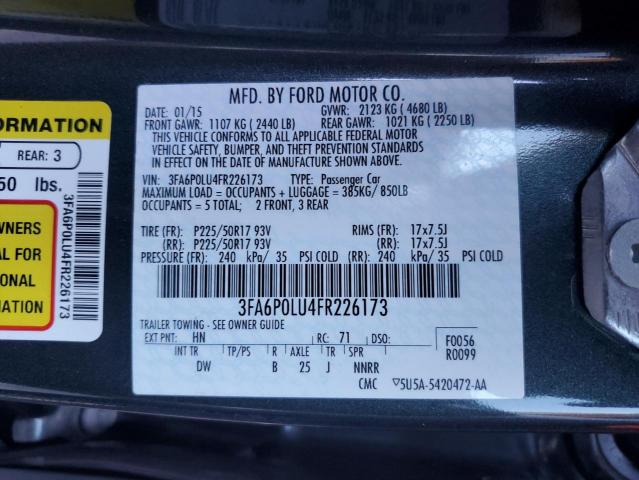 MFD. BY FORD MOTOR CO.
DATE: 01/15 GVWR: 2123 KG ( 4680 LB)
FRONT GAWR: 1107 KG ( 2440 LB) REAR GAWR: 1021 KG ( 2250 LB)
THIS VEHICLE CONFORMS TO ALL APPLICABLE FEDERAL MOTOR
VEHICLE SAFETY, BUMPER, AND THEFT PREVENTION STANDARDS
IN EFFECT ON THE DATE OF MANUFACTURE SHOWN ABOVE.
VIN: 3FA6P0LU4FR226173 TYPE: Passenger Car
MAXIMUM LOAD = OCCUPANTS + LUGGAGE = 385KG/ 850LB
OCCUPANTS = 5 TOTAL; 2 FRONT, 3 REAR
TIRE (FR): P225/50R17 93V RIMS (FR): 17x7.5J
(RR): P225/50R17 93V (RR): 17x7.5J
PRESSURE (FR): 240 kPa/ 35 PSI COLD (RR): 240 kPa/ 35 PSI COLD
3FA6P0LU4FR226173
TRAILER TOWING - SEE OWNER GUIDE
EXT PNT: HN RC: 71 DSO:
F0056
R0099
INT TR TP/PS R AXLE TR SPR
DW B 25 J NNRR
CMC ▽5U5A-5420472-AA
ORMATION
REAR: 3
50 lbs.
OWNERS
AL FOR
ONAL
MATION
3FA6P0LU4FR226173